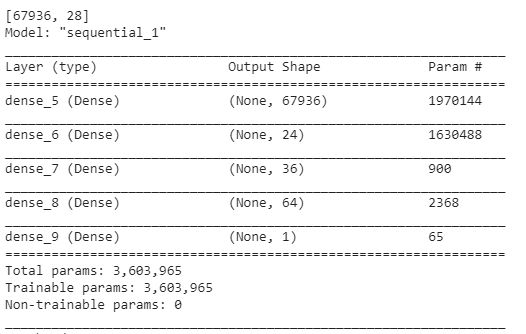 [67936, 28]
Model: "sequential_1"
_________________________________________________________________
Layer (type)                 Output Shape              Param #
=================================================================
dense_5 (Dense)              (None, 67936)             1970144
_________________________________________________________________
dense_6 (Dense)              (None, 24)                1630488
_________________________________________________________________
dense_7 (Dense)              (None, 36)                900
_________________________________________________________________
dense_8 (Dense)              (None, 64)                2368
_________________________________________________________________
dense_9 (Dense)              (None, 1)                 65
=================================================================
Total params: 3,603,965
Trainable params: 3,603,965
Non-trainable params: 0
_________________________________________________________________